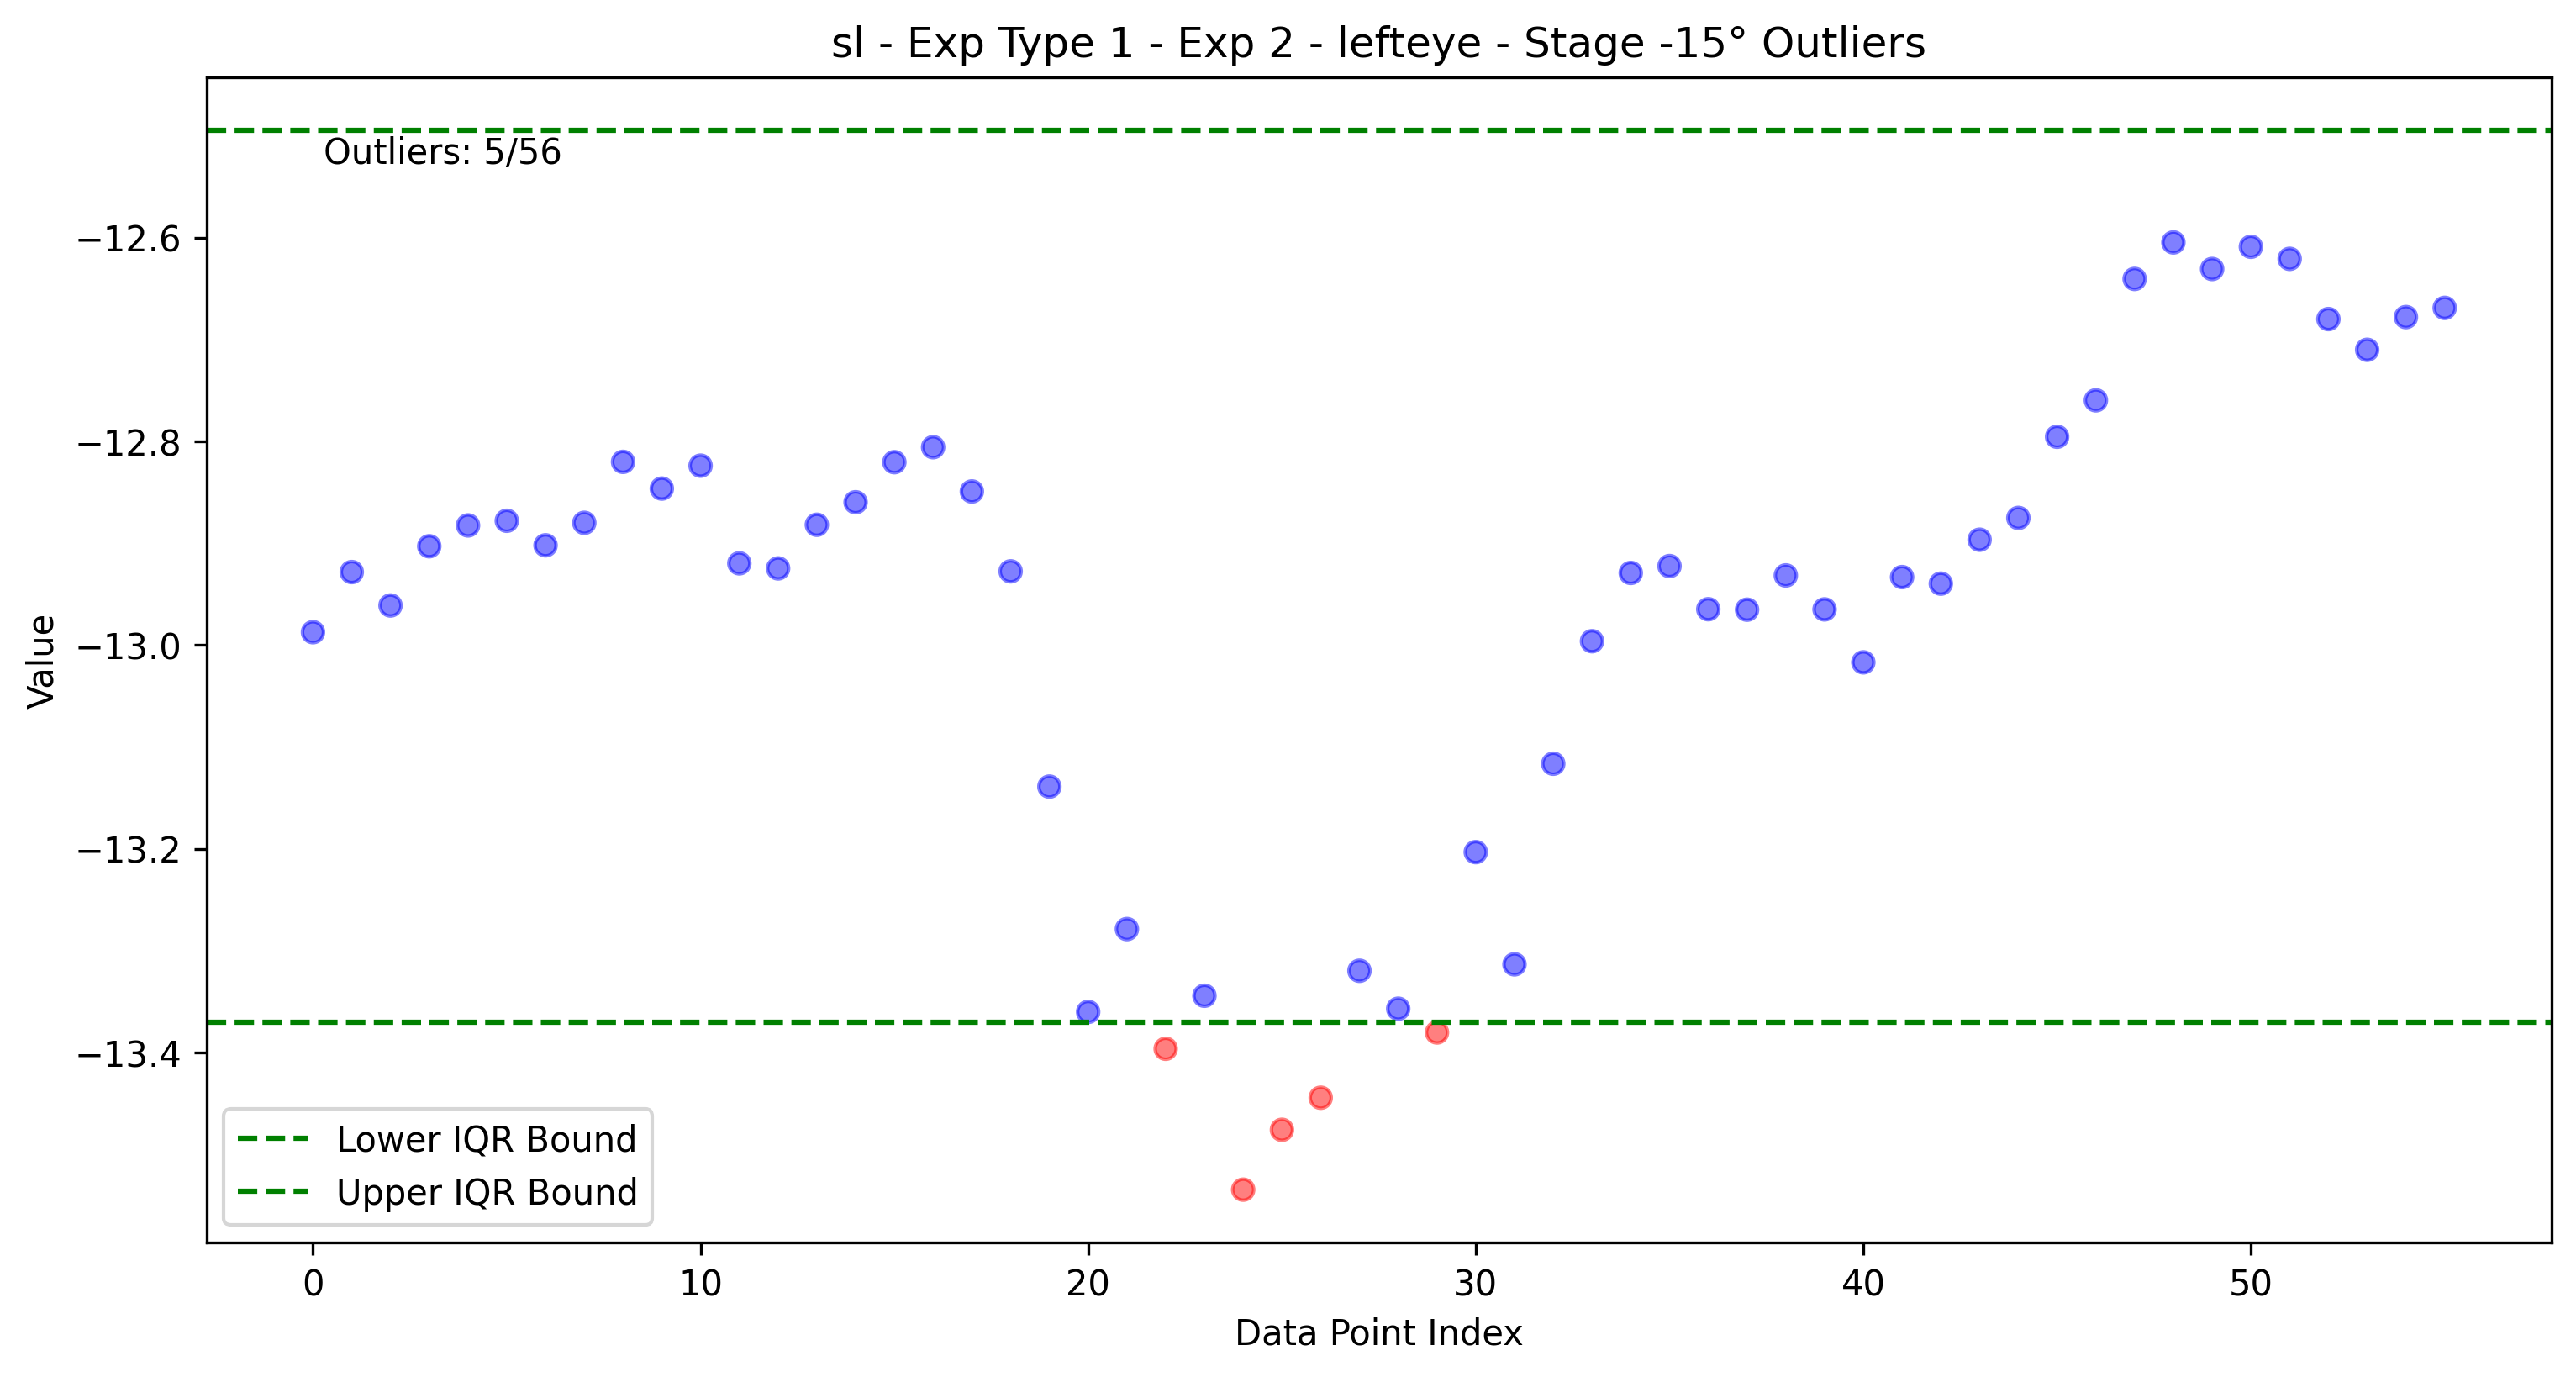 sl - Exp Type 1 - Exp 2 - lefteye - Stage -15° Outliers
Outliers: 5/56
−12.6
−12.8
−13.0
−13.2
−13.4
Value
Lower IQR Bound
Upper IQR Bound
0 10 20 30 40 50
Data Point Index